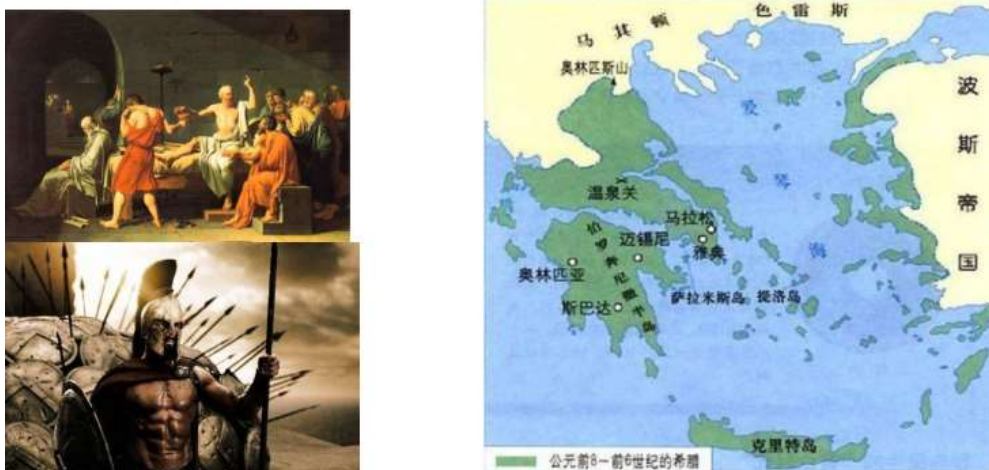 色雷斯
马其顿
奥林匹斯山
波斯帝国
爱琴海
温泉关
马拉松
伯罗奔尼撒半岛
迈锡尼
雅典
奥林匹亚
斯巴达
萨拉米斯岛
提洛岛
克里特岛
公元前8－前6世纪的希腊